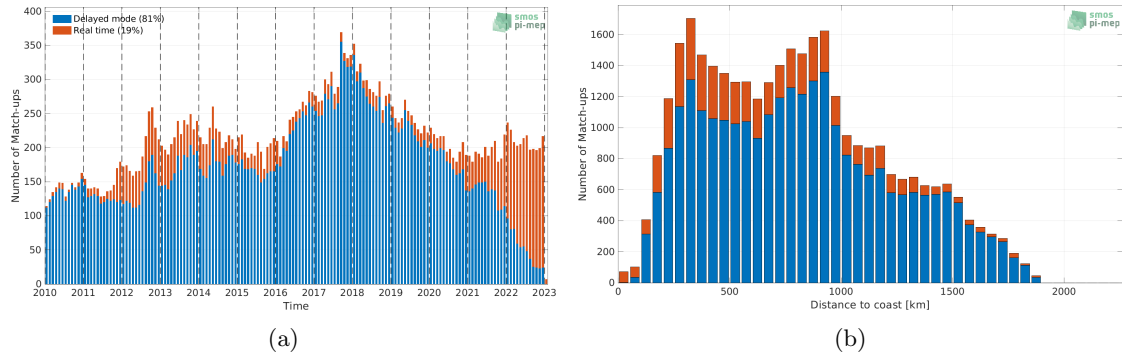 Delayed mode (81%)
Real time (19%)
smos
pi-mep
Number of Match-ups
400
350
300
250
200
150
100
50
0
2010 2011 2012 2013 2014 2015 2016 2017 2018 2019 2020 2021 2022 2023
Time
(a)
smos
pi-mep
Number of Match-ups
1600
1400
1200
1000
800
600
400
200
0
0 500 1000 1500 2000
Distance to coast [km]
(b)